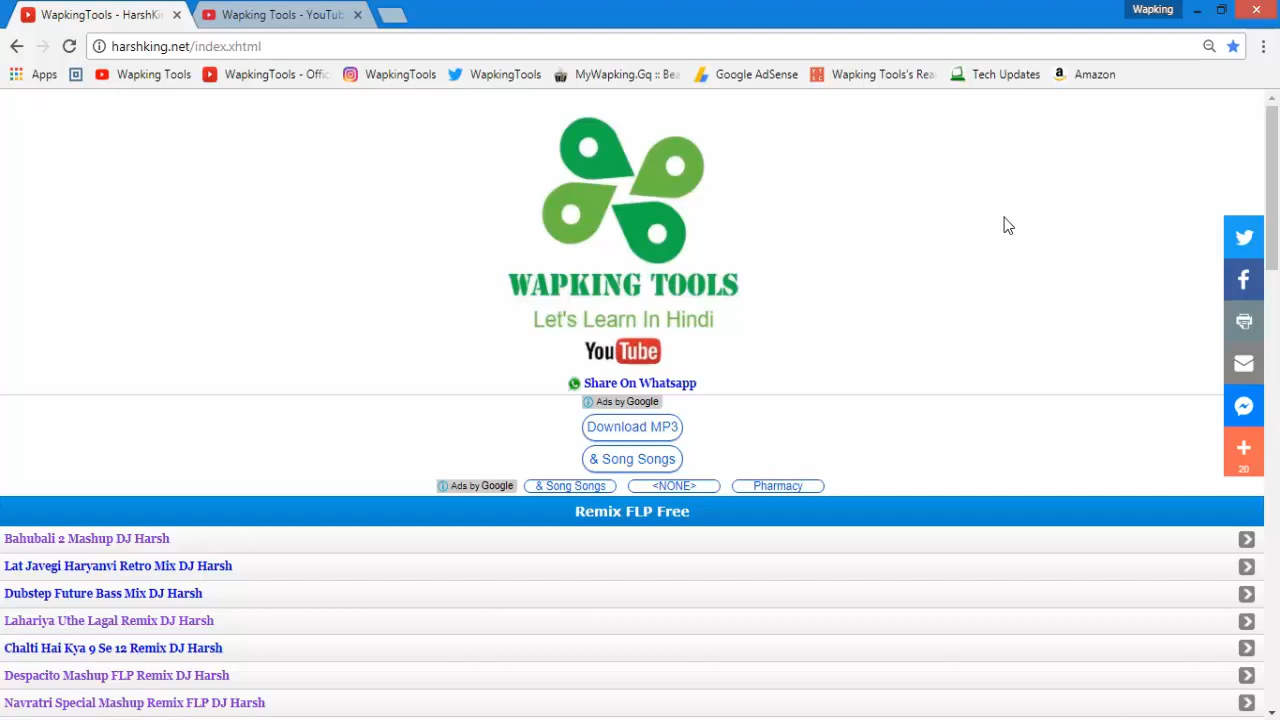 WapkingTools - HarshKin
Wapking Tools - YouTub
Wapking
harshking.net/index.xhtml
Apps
Wapking Tools
WapkingTools - Offic
WapkingTools
WapkingTools
MyWapking.Gq :: Bea
Google AdSense
Wapking Tools's Rea
Tech Updates
Amazon
WAPKING TOOLS
Let's Learn In Hindi
YouTube
Share On Whatsapp
Ads by Google
Download MP3
& Song Songs
Ads by Google
& Song Songs
<NONE>
Pharmacy
20
Remix FLP Free
Bahubali 2 Mashup DJ Harsh
Lat Javegi Haryanvi Retro Mix DJ Harsh
Dubstep Future Bass Mix DJ Harsh
Lahariya Uthe Lagal Remix DJ Harsh
Chalti Hai Kya 9 Se 12 Remix DJ Harsh
Despacito Mashup FLP Remix DJ Harsh
Navratri Special Mashup Remix FLP DJ Harsh